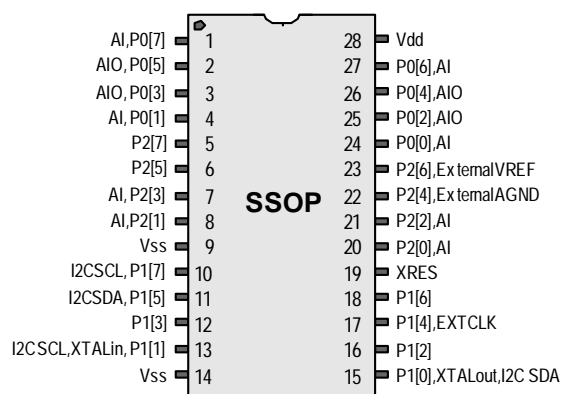 AI,P0[7] 1 28 Vdd
AIO,P0[5] 2 27 P0[6],AI
AIO,P0[3] 3 26 P0[4],AIO
AI,P0[1] 4 25 P0[2],AIO
P2[7] 5 24 P0[0],AI
P2[5] 6 23 P2[6],ExternalVREF
AI,P2[3] 7 SSOP 22 P2[4],ExternalAGND
AI,P2[1] 8 21 P2[2],AI
Vss 9 20 P2[0],AI
I2CSCL,P1[7] 10 19 XRES
I2CSDA,P1[5] 11 18 P1[6]
P1[3] 12 17 P1[4],EXTCLK
I2CSCL,XTALin,P1[1] 13 16 P1[2]
Vss 14 15 P1[0],XTALout,I2CSDA